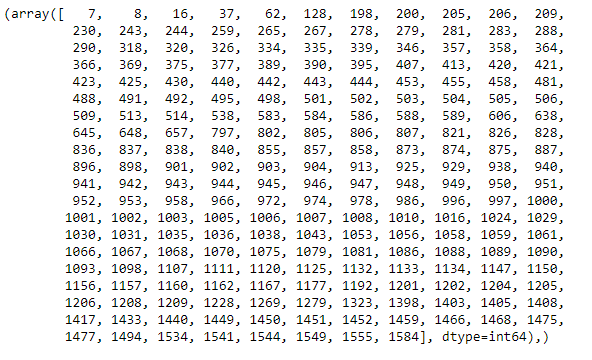 (array([   7,    8,   16,   37,   62,  128,  198,  200,  205,  206,  209,
        230,  243,  244,  259,  265,  267,  278,  279,  281,  283,  288,
        290,  318,  320,  326,  334,  335,  339,  346,  357,  358,  364,
        366,  369,  375,  377,  389,  390,  395,  407,  413,  420,  421,
        423,  425,  430,  440,  442,  443,  444,  453,  455,  458,  481,
        488,  491,  492,  495,  498,  501,  502,  503,  504,  505,  506,
        509,  513,  514,  538,  583,  584,  586,  588,  589,  606,  638,
        645,  648,  657,  797,  802,  805,  806,  807,  821,  826,  828,
        836,  837,  838,  840,  855,  857,  858,  873,  874,  875,  887,
        896,  898,  901,  902,  903,  904,  913,  925,  929,  938,  940,
        941,  942,  943,  944,  945,  946,  947,  948,  949,  950,  951,
        952,  953,  958,  966,  972,  974,  978,  986,  996,  997, 1000,
       1001, 1002, 1003, 1005, 1006, 1007, 1008, 1010, 1016, 1024, 1029,
       1030, 1031, 1035, 1036, 1038, 1043, 1053, 1056, 1058, 1059, 1061,
       1066, 1067, 1068, 1070, 1075, 1079, 1081, 1086, 1088, 1089, 1090,
       1093, 1098, 1107, 1111, 1120, 1125, 1132, 1133, 1134, 1147, 1150,
       1156, 1157, 1160, 1162, 1167, 1177, 1192, 1201, 1202, 1204, 1205,
       1206, 1208, 1209, 1228, 1269, 1279, 1323, 1398, 1403, 1405, 1408,
       1417, 1433, 1440, 1449, 1450, 1451, 1452, 1459, 1466, 1468, 1475,
       1477, 1494, 1534, 1541, 1544, 1549, 1555, 1584], dtype=int64),)